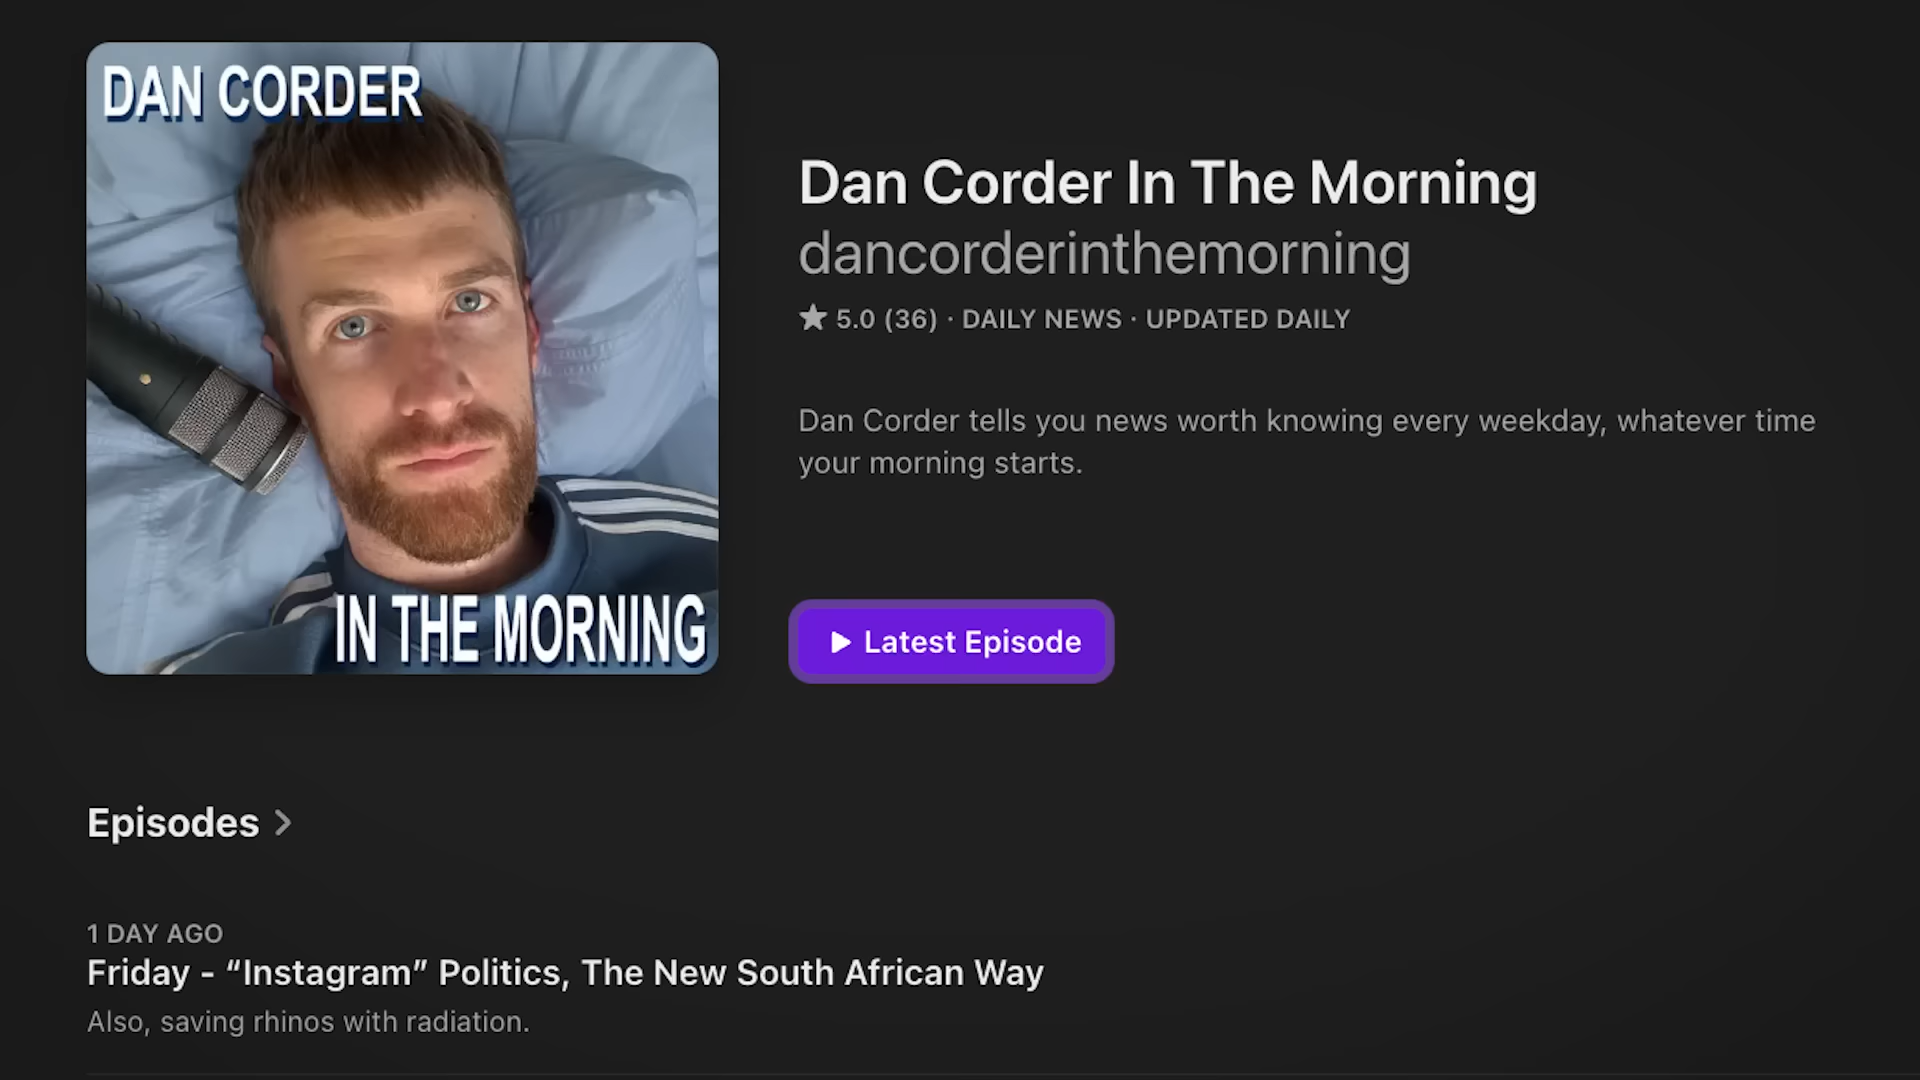 DAN CORDER
IN THE MORNING
Dan Corder In The Morning
dancorderinthemorning
★ 5.0 (36) · DAILY NEWS · UPDATED DAILY
Dan Corder tells you news worth knowing every weekday, whatever time
your morning starts.
Latest Episode
Episodes
1 DAY AGO
Friday - “Instagram” Politics, The New South African Way
Also, saving rhinos with radiation.